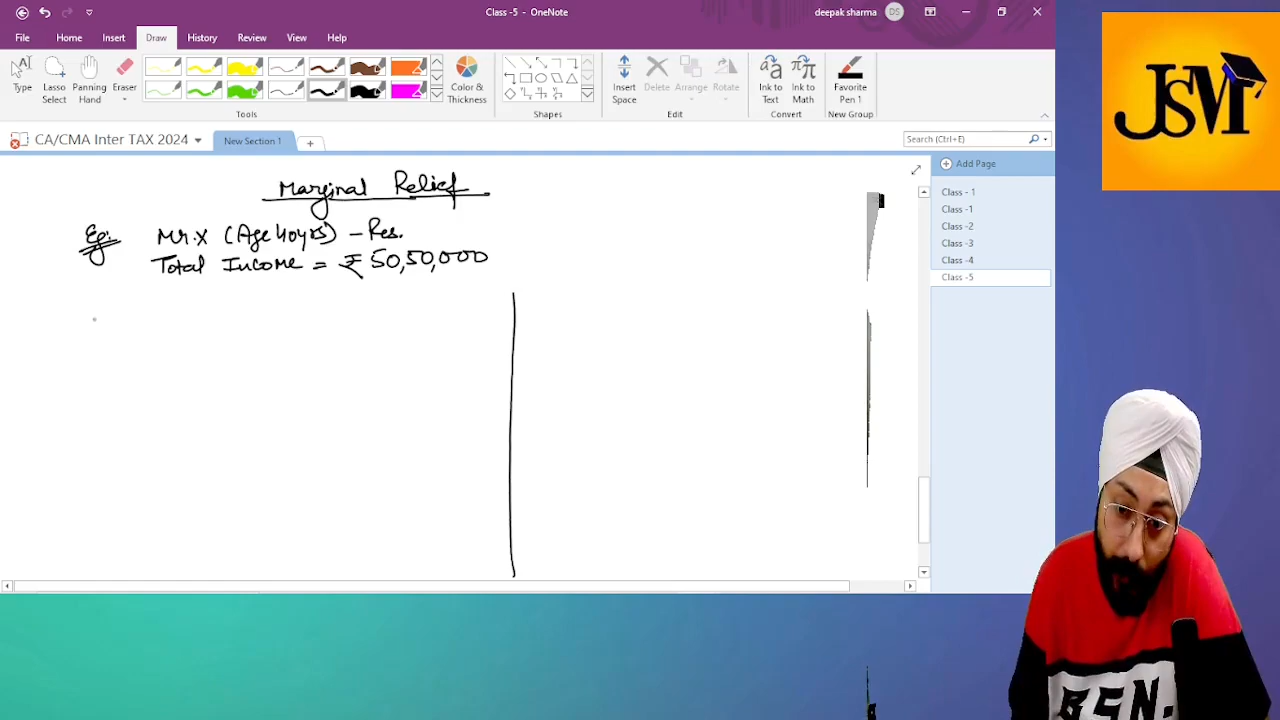 Class -5 - OneNote
deepak sharma
DS
File Home Insert Draw History Review View Help
Type
Lasso Select
Panning Hand
Eraser
Color & Thickness
Insert Space
Delete
Arrange
Rotate
Ink to Text
Ink to Math
Favorite Pen 1
Tools
Shapes
Edit
Convert
New Group
CA/CMA Inter TAX 2024
New Section 1
Search (Ctrl+E)
Add Page
Class - 1
Class -1
Class -2
Class -3
Class -4
Class -5
Marginal Relief
Eg:
Mr.X (Age 40yrs) - Res.
Total Income = ₹ 50,50,000
JSM
BSN.